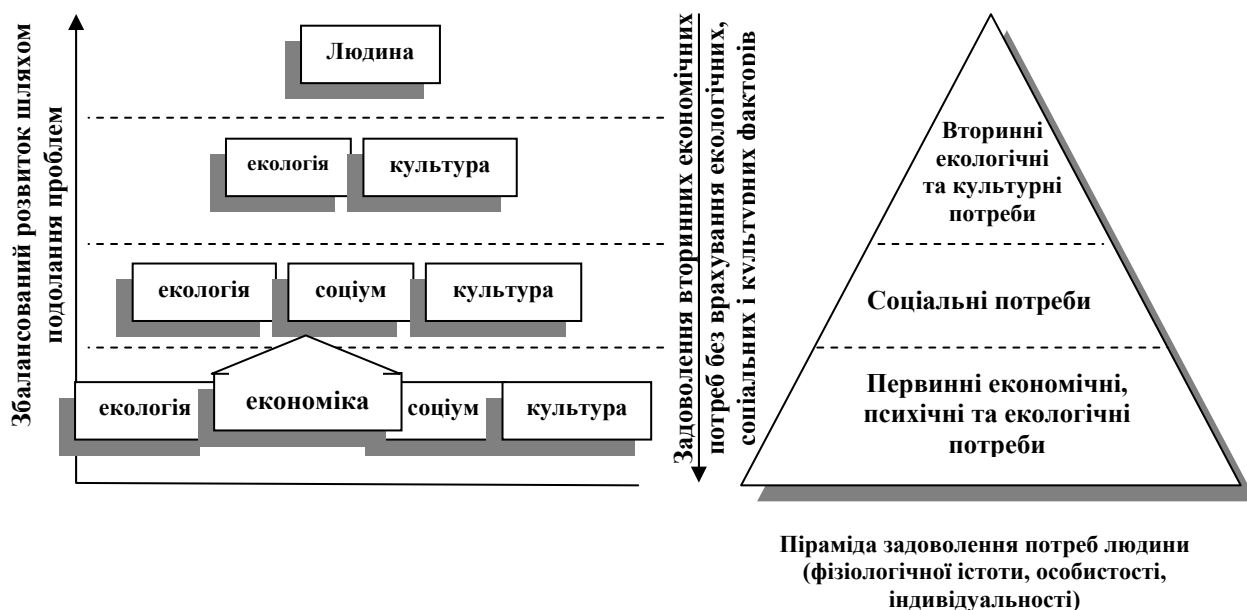 Збалансований розвиток шляхом
подолання проблем
Людина
екологія
культура
екологія
соціум
культура
екологія
економіка
соціум
культура
Задоволення вторинних економічних
потреб без врахування екологічних,
соціальних і культурних факторів
Вторинні
екологічні
та культурні
потреби
Соціальні потреби
Первинні економічні,
психічні та екологічні
потреби
Піраміда задоволення потреб людини
(фізіологічної істоти, особистості,
індивідуальності)